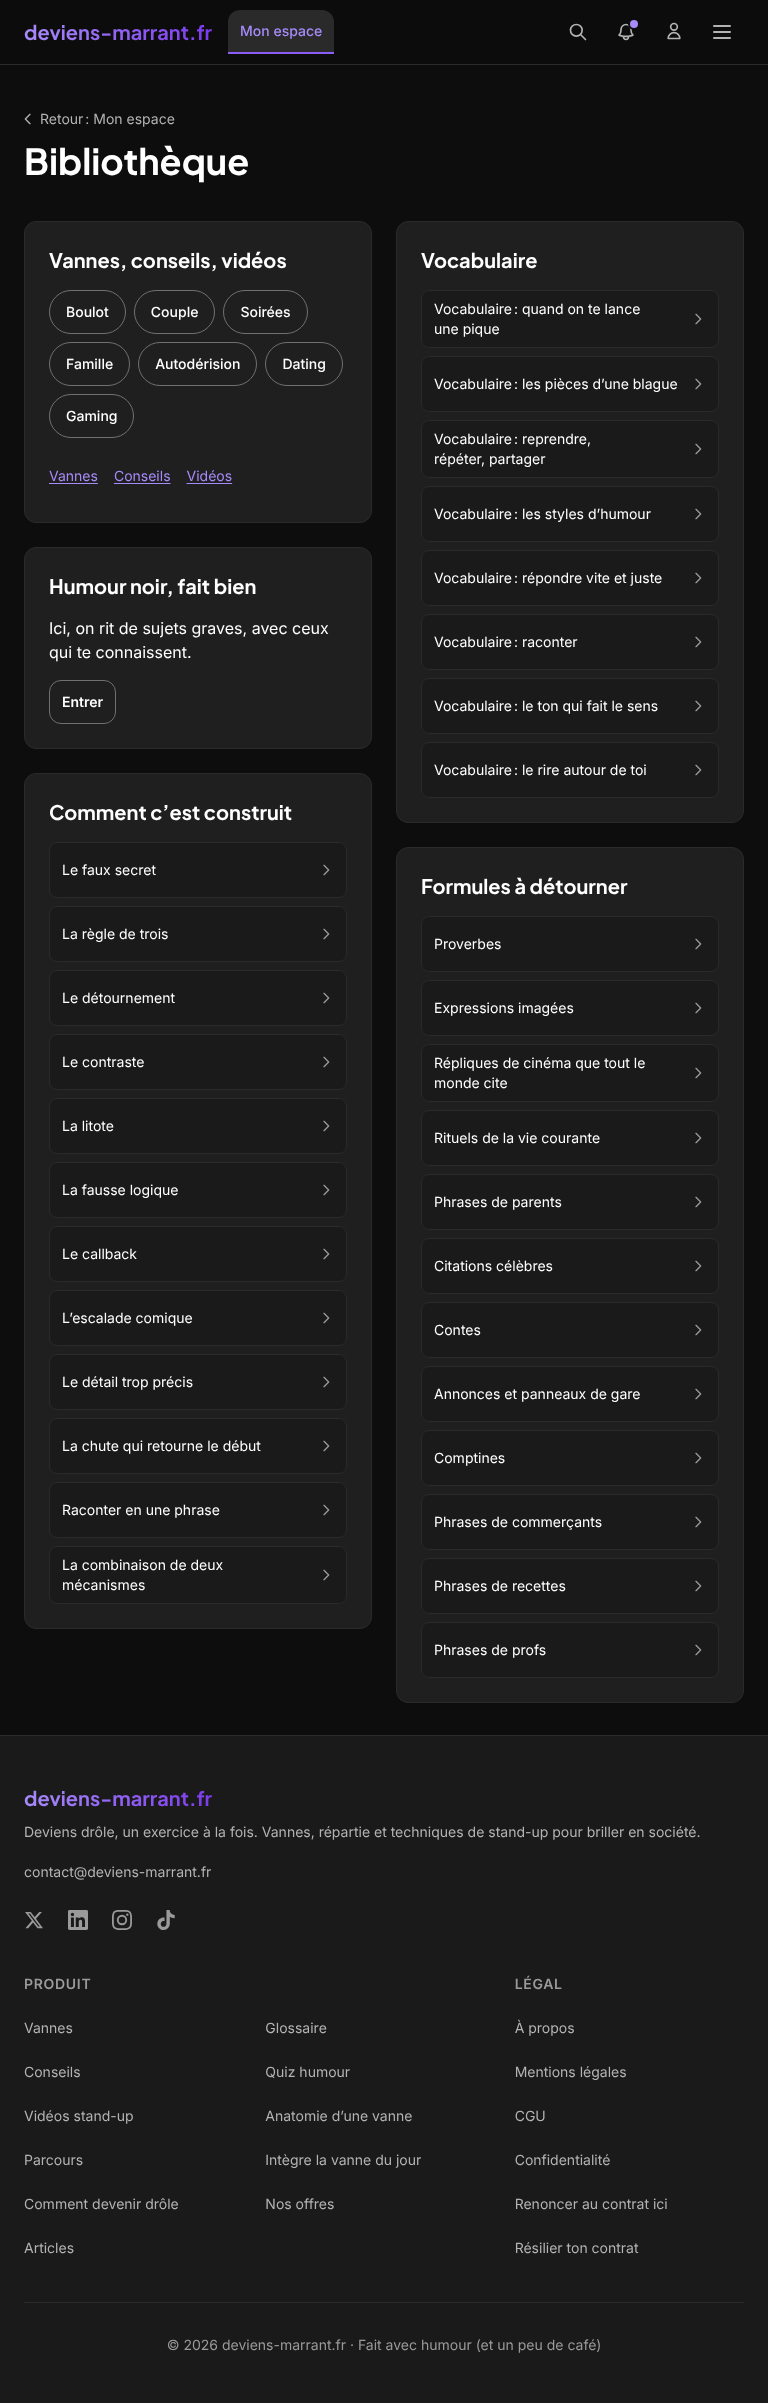 deviens-marrant.fr
Mon espace
Retour : Mon espace
Bibliothèque
Vannes, conseils, vidéos
Boulot
Couple
Soirées
Famille
Autodérision
Dating
Gaming
Vannes
Conseils
Vidéos
Humour noir, fait bien
Ici, on rit de sujets graves, avec ceux
qui te connaissent.
Entrer
Comment c’est construit
Le faux secret
La règle de trois
Le détournement
Le contraste
La litote
La fausse logique
Le callback
L’escalade comique
Le détail trop précis
La chute qui retourne le début
Raconter en une phrase
La combinaison de deux
mécanismes
Vocabulaire
Vocabulaire : quand on te lance
une pique
Vocabulaire : les pièces d’une blague
Vocabulaire : reprendre,
répéter, partager
Vocabulaire : les styles d’humour
Vocabulaire : répondre vite et juste
Vocabulaire : raconter
Vocabulaire : le ton qui fait le sens
Vocabulaire : le rire autour de toi
Formules à détourner
Proverbes
Expressions imagées
Répliques de cinéma que tout le
monde cite
Rituels de la vie courante
Phrases de parents
Citations célèbres
Contes
Annonces et panneaux de gare
Comptines
Phrases de commerçants
Phrases de recettes
Phrases de profs
deviens-marrant.fr
Deviens drôle, un exercice à la fois. Vannes, répartie et techniques de stand-up pour briller en société.
contact@deviens-marrant.fr
PRODUIT
Vannes
Conseils
Vidéos stand-up
Parcours
Comment devenir drôle
Articles
Glossaire
Quiz humour
Anatomie d’une vanne
Intègre la vanne du jour
Nos offres
LÉGAL
À propos
Mentions légales
CGU
Confidentialité
Renoncer au contrat ici
Résilier ton contrat
© 2026 deviens-marrant.fr · Fait avec humour (et un peu de café)